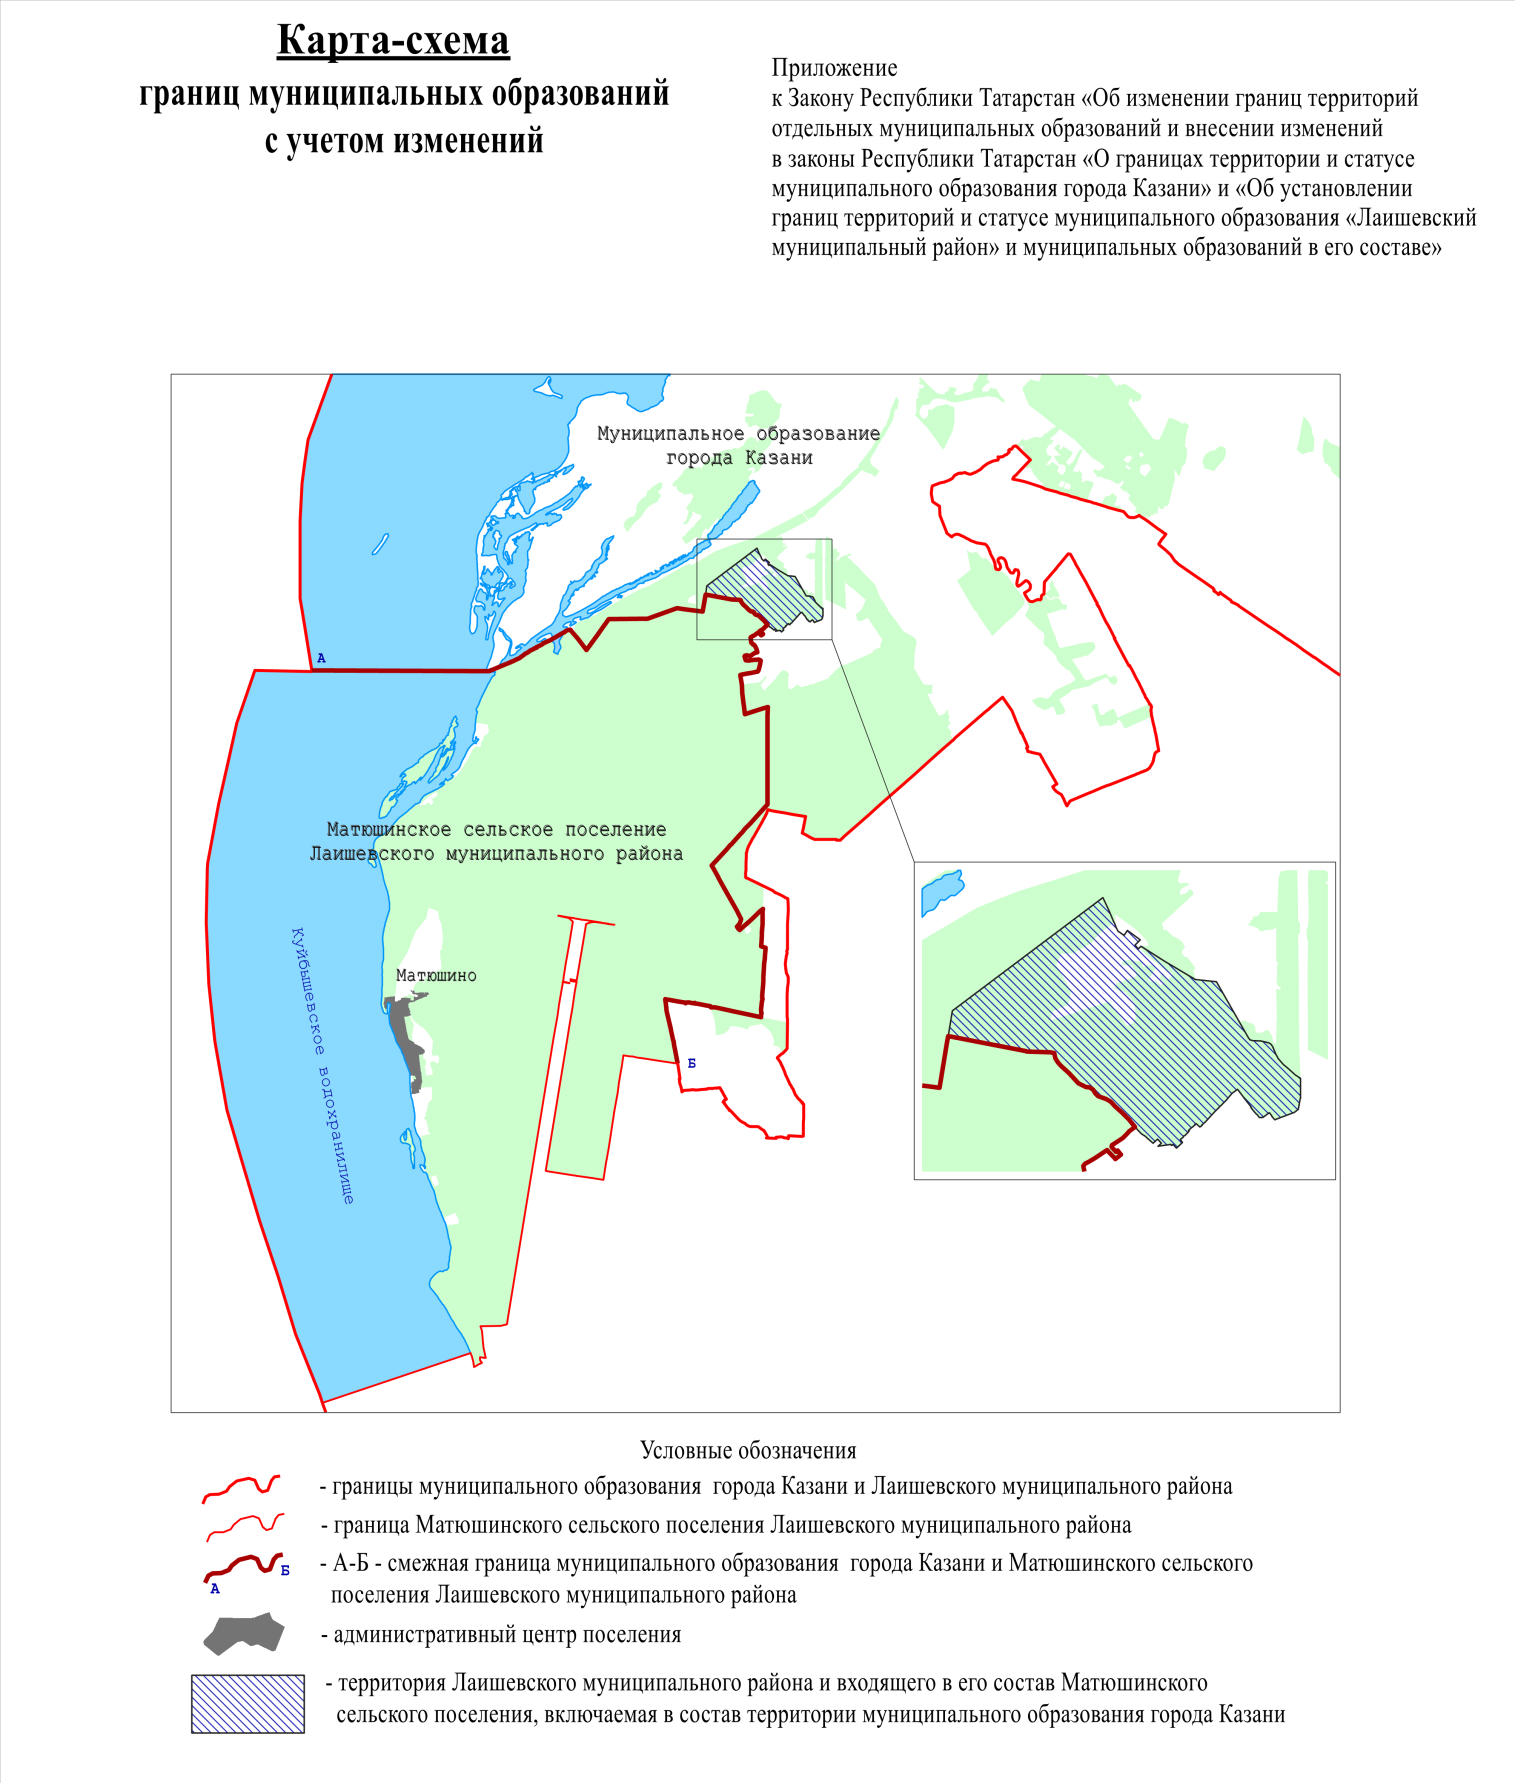 Карта-схема
границ муниципальных образований
с учетом изменений
Приложение
к Закону Республики Татарстан «Об изменении границ территорий
отдельных муниципальных образований и внесении изменений
в законы Республики Татарстан «О границах территории и статусе
муниципального образования города Казани» и «Об установлении
границ территорий и статусе муниципального образования «Лаишевский
муниципальный район» и муниципальных образований в его составе»
Муниципальное образование
города Казани
А
Матюшинское сельское поселение
Лаишевского муниципального района
Куйбышевское водохранилище
Матюшино
Б
Условные обозначения
- границы муниципального образования города Казани и Лаишевского муниципального района
- граница Матюшинского сельского поселения Лаишевского муниципального района
А
Б
- А-Б - смежная граница муниципального образования города Казани и Матюшинского сельского
поселения Лаишевского муниципального района
- административный центр поселения
- территория Лаишевского муниципального района и входящего в его состав Матюшинского
сельского поселения, включаемая в состав территории муниципального образования города Казани